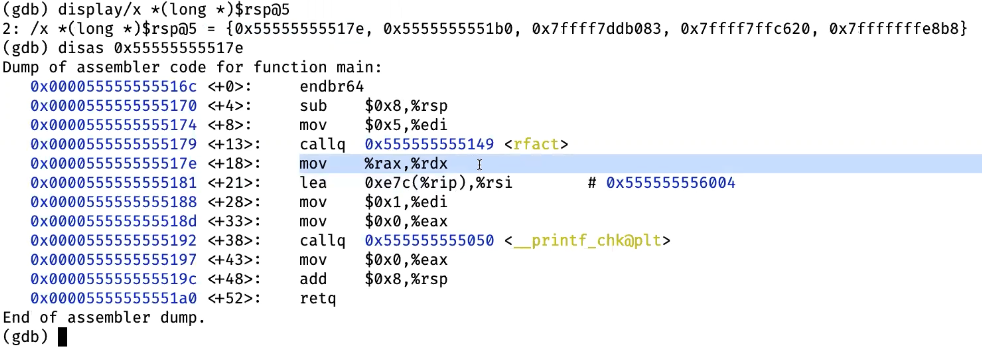 (gdb) display/x *(long *)$rsp@5
2: /x *(long *)$rsp@5 = {0x55555555517e, 0x5555555551b0, 0x7ffff7ddb083, 0x7ffff7ffc620, 0x7fffffffe8b8}
(gdb) disas 0x55555555517e
Dump of assembler code for function main:
0x000055555555516c <+0>: endbr64
0x0000555555555170 <+4>: sub $0x8,%rsp
0x0000555555555174 <+8>: mov $0x5,%edi
0x0000555555555179 <+13>: callq 0x555555555149 <rfact>
0x000055555555517e <+18>: mov %rax,%rdx
0x0000555555555181 <+21>: lea 0xe7c(%rip),%rsi # 0x555555556004
0x0000555555555188 <+28>: mov $0x1,%edi
0x000055555555518d <+33>: mov $0x0,%eax
0x0000555555555192 <+38>: callq 0x555555555050 <__printf_chk@plt>
0x0000555555555197 <+43>: mov $0x0,%eax
0x000055555555519c <+48>: add $0x8,%rsp
0x00005555555551a0 <+52>: retq
End of assembler dump.
(gdb)